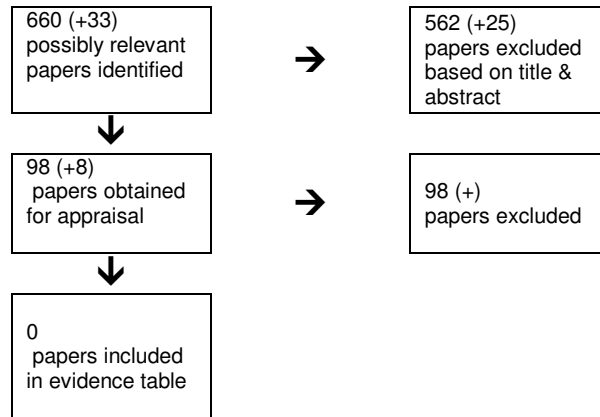 660 (+33)
possibly relevant
papers identified
→
562 (+25)
papers excluded
based on title &
abstract
↓
98 (+8)
papers obtained
for appraisal
→
98 (+)
papers excluded
↓
0
papers included
in evidence table